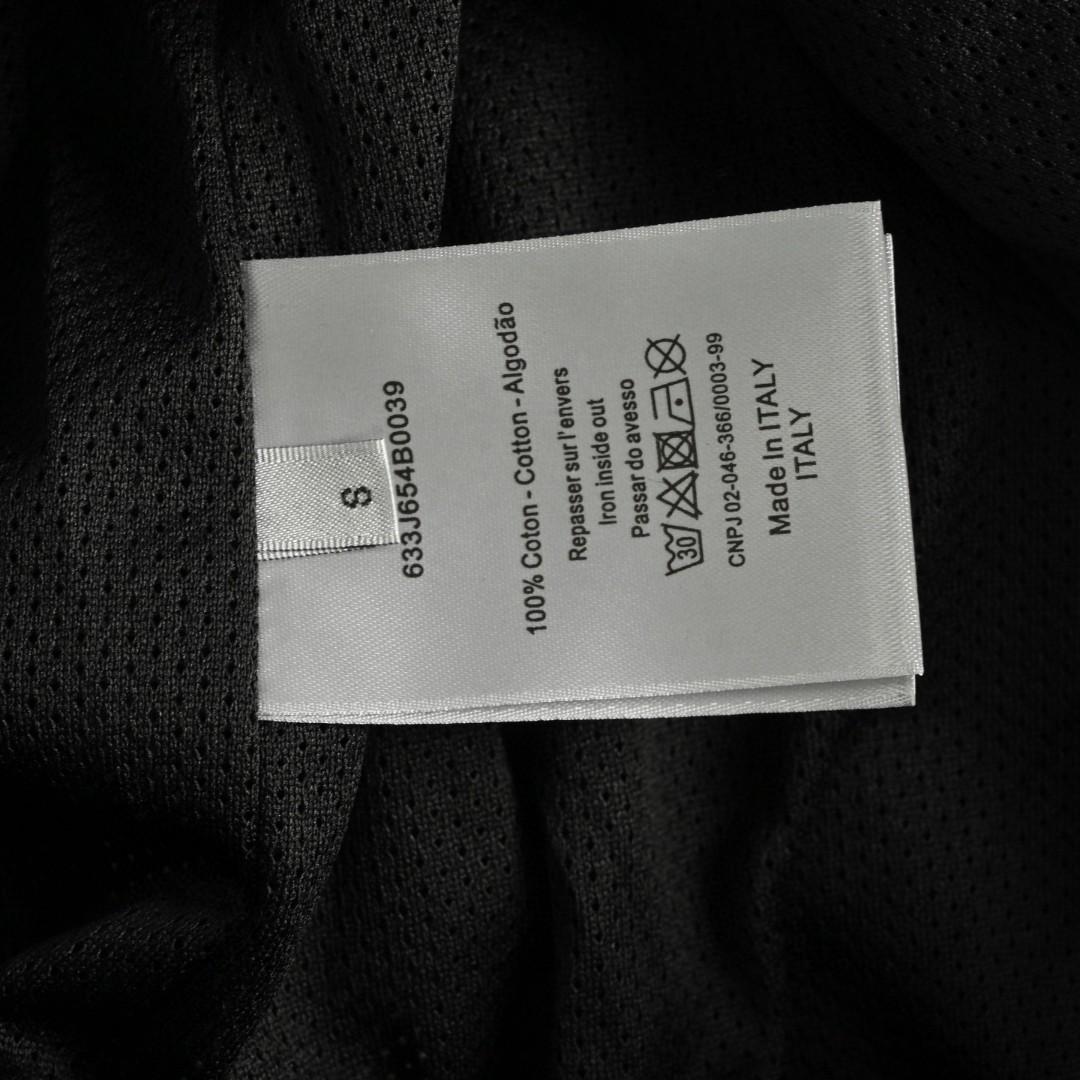 S
633J654B0039
100% Coton - Cotton - Algodão
Repasser sur l'envers
Iron inside out
Passar do avesso
30
CNPJ 02-046-366/0003-99
Made In ITALY
ITALY